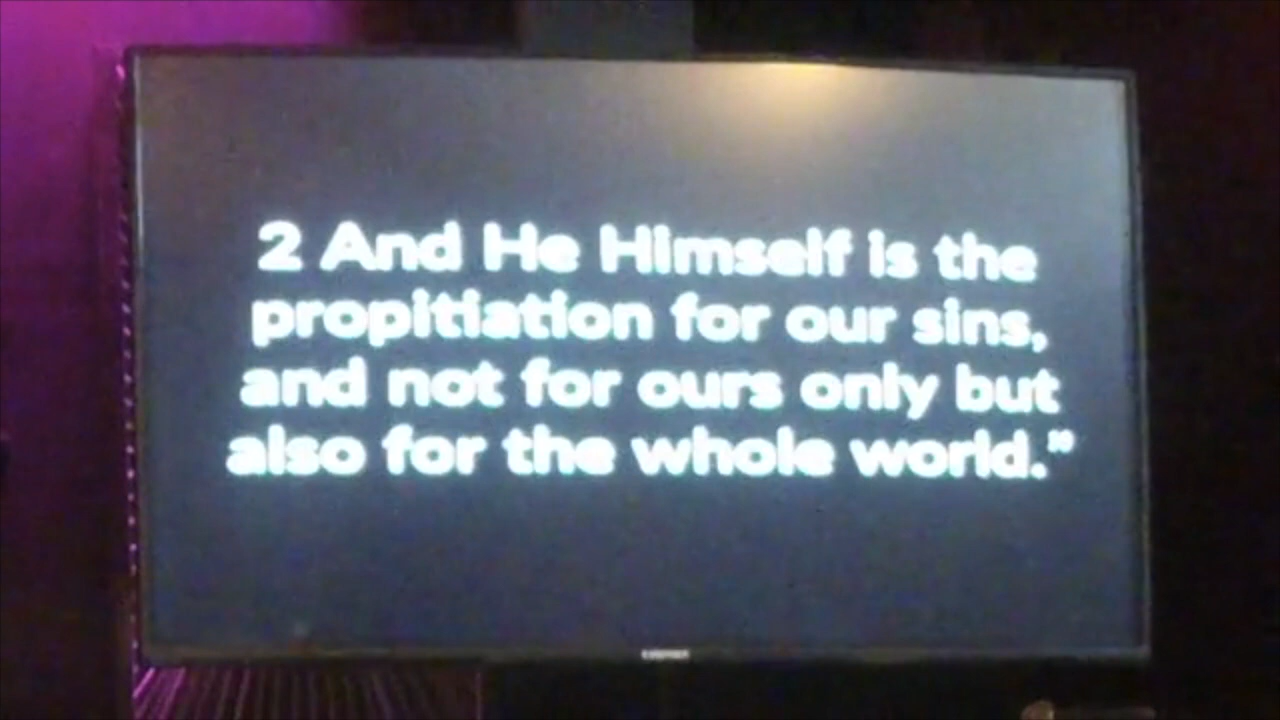 2 And He Himself is the
propitiation for our sins,
and not for ours only but
also for the whole world."